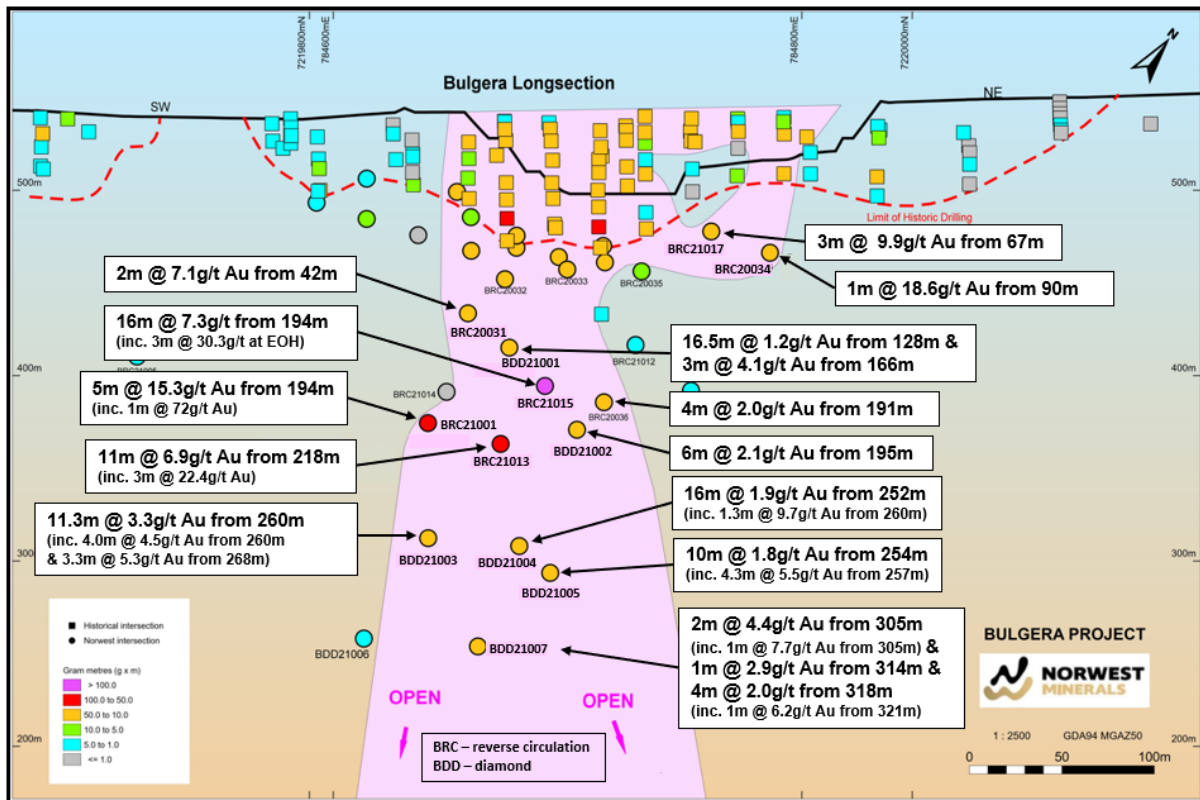 7219800mN
784600mE
784800mE
7220000mN
N
Bulgera Longsection
SW
NE
500m
500m
Limit of Historic Drilling
BRC21017
3m @ 9.9g/t Au from 67m
BRC20034
1m @ 18.6g/t Au from 90m
BRC20032
BRC20033
BRC20035
2m @ 7.1g/t Au from 42m
BRC20031
16m @ 7.3g/t from 194m
(inc. 3m @ 30.3g/t at EOH)
BDD21001
16.5m @ 1.2g/t Au from 128m &
3m @ 4.1g/t Au from 166m
BRC21012
400m
400m
5m @ 15.3g/t Au from 194m
(inc. 1m @ 72g/t Au)
BRC21014
BRC21015
BRC20036
4m @ 2.0g/t Au from 191m
BRC21001
BRC21013
BDD21002
6m @ 2.1g/t Au from 195m
11m @ 6.9g/t Au from 218m
(inc. 3m @ 22.4g/t Au)
16m @ 1.9g/t Au from 252m
(inc. 1.3m @ 9.7g/t Au from 260m)
11.3m @ 3.3g/t Au from 260m
(inc. 4.0m @ 4.5g/t Au from 260m
& 3.3m @ 5.3g/t Au from 268m)
BDD21003
BDD21004
300m
300m
10m @ 1.8g/t Au from 254m
(inc. 4.3m @ 5.5g/t Au from 257m)
BDD21005
2m @ 4.4g/t Au from 305m
(inc. 1m @ 7.7g/t Au from 305m) &
1m @ 2.9g/t Au from 314m &
4m @ 2.0g/t from 318m
(inc. 1m @ 6.2g/t Au from 321m)
BDD21006
BDD21007
Historical intersection
Norwest intersection
Gram metres (g x m)
> 100.0
100.0 to 50.0
50.0 to 10.0
10.0 to 5.0
5.0 to 1.0
<= 1.0
OPEN
OPEN
BRC – reverse circulation
BDD – diamond
BULGERA PROJECT
NORWEST
MINERALS
1 : 2500 GDA94 MGAZ50
200m
200m
0 50 100m